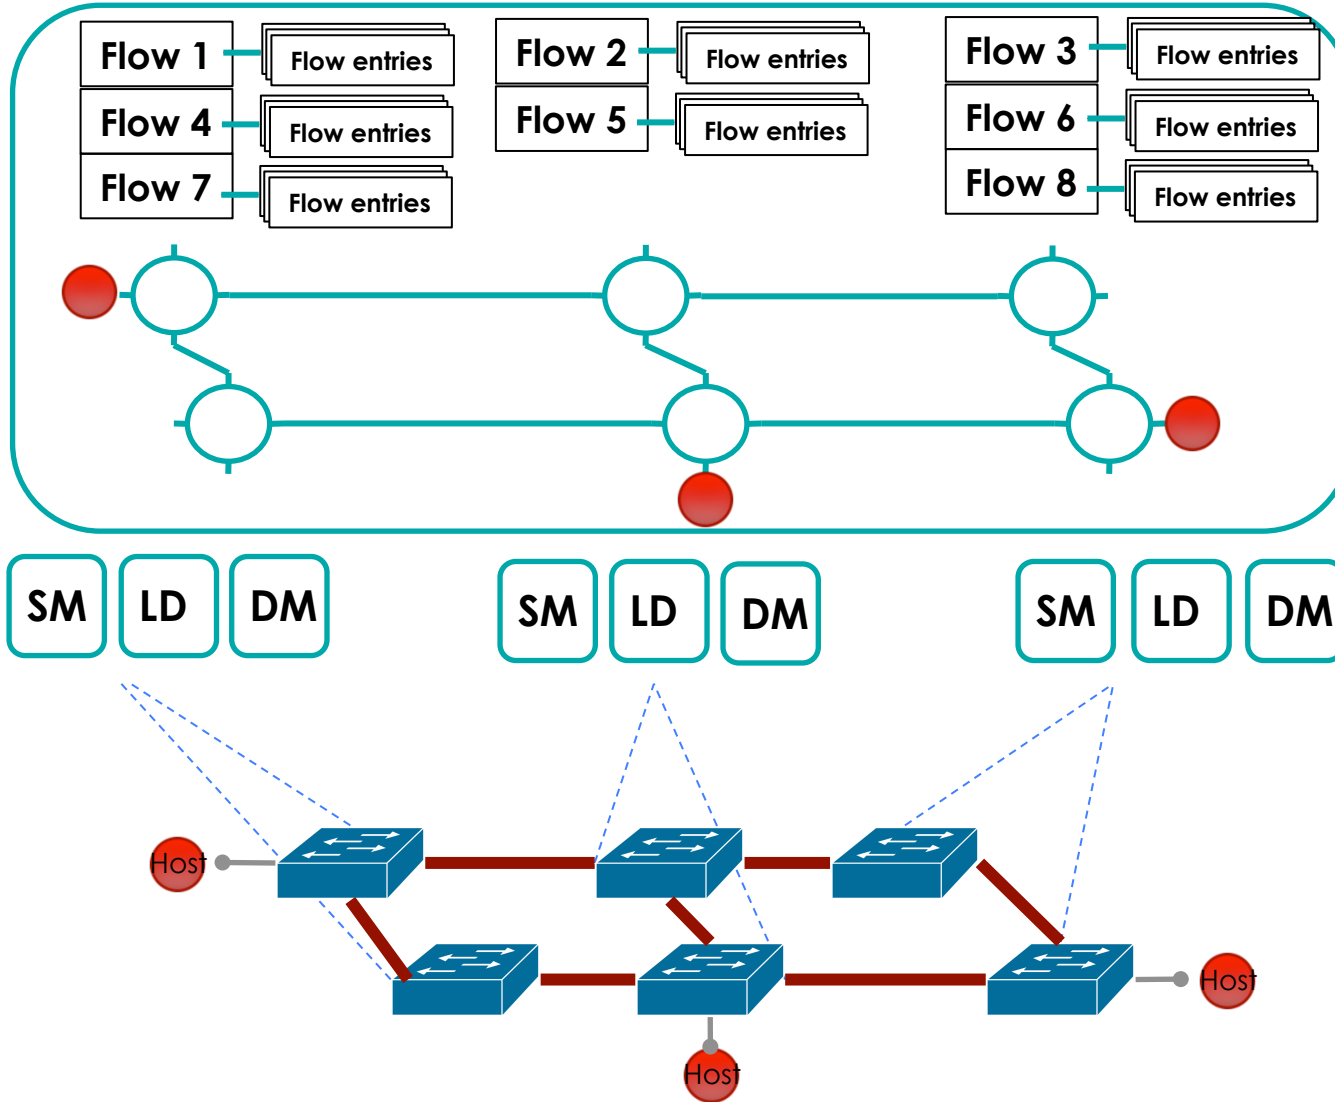 Flow 1
Flow entries
Flow 2
Flow entries
Flow 3
Flow entries
Flow 4
Flow entries
Flow 5
Flow entries
Flow 6
Flow entries
Flow 7
Flow entries
Flow 8
Flow entries
SM LD DM
SM LD DM
SM LD DM
Host
Host
Host